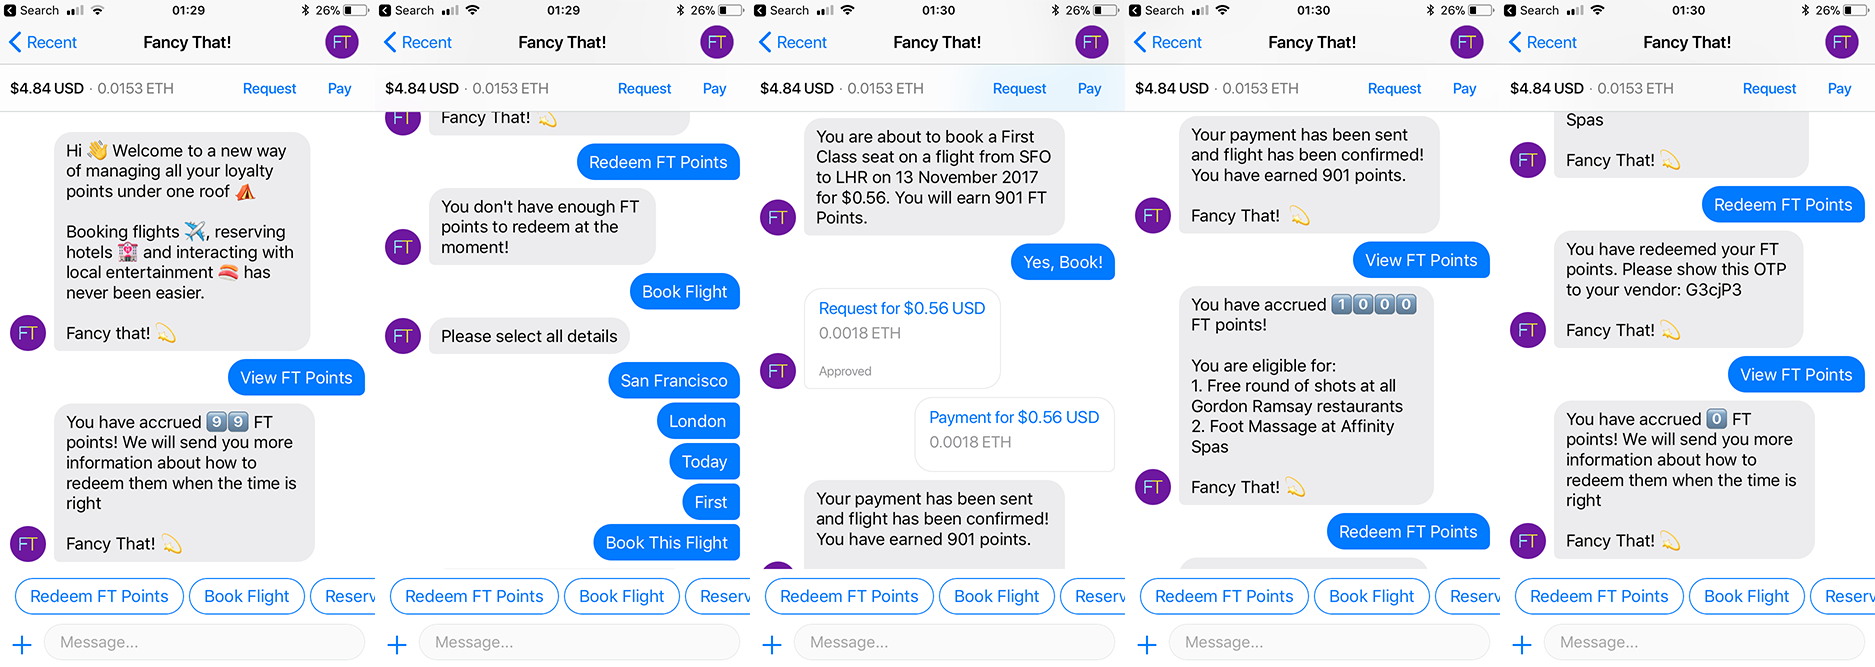 Search 01:29 26%
Recent Fancy That! FT
$4.84 USD · 0.0153 ETH Request Pay
Hi 👋 Welcome to a new way
of managing all your loyalty
points under one roof ⛺
Booking flights ✈️, reserving
hotels 🏩 and interacting with
local entertainment 🍣 has
never been easier.
FT Fancy that! 💫
View FT Points
You have accrued 9️⃣9️⃣ FT
points! We will send you more
information about how to
redeem them when the time is
right
FT Fancy That! 💫
Redeem FT Points Book Flight Reserv
Message...
Search 01:29 26%
Recent Fancy That! FT
$4.84 USD · 0.0153 ETH Request Pay
FT Fancy That! 💫
Redeem FT Points
You don't have enough FT
points to redeem at the
FT moment!
Book Flight
FT Please select all details
San Francisco
London
Today
First
Book This Flight
Redeem FT Points Book Flight Reserv
Message...
Search 01:30 26%
Recent Fancy That! FT
$4.84 USD · 0.0153 ETH Request Pay
You are about to book a First
Class seat on a flight from SFO
to LHR on 13 November 2017
for $0.56. You will earn 901 FT
FT Points.
Yes, Book!
Request for $0.56 USD
0.0018 ETH
FT Approved
Payment for $0.56 USD
0.0018 ETH
Your payment has been sent
and flight has been confirmed!
You have earned 901 points.
Redeem FT Points Book Flight Reserv
Message...
Search 01:30 26%
Recent Fancy That! FT
$4.84 USD · 0.0153 ETH Request Pay
Your payment has been sent
and flight has been confirmed!
You have earned 901 points.
FT Fancy That! 💫
View FT Points
You have accrued 1️⃣0️⃣0️⃣0️⃣
FT points!
You are eligible for:
1. Free round of shots at all
Gordon Ramsay restaurants
2. Foot Massage at Affinity
Spas
FT Fancy That! 💫
Redeem FT Points
Redeem FT Points Book Flight Reserv
Message...
Search 01:30 26%
Recent Fancy That! FT
$4.84 USD · 0.0153 ETH Request Pay
Spas
FT Fancy That! 💫
Redeem FT Points
You have redeemed your FT
points. Please show this OTP
to your vendor: G3cjP3
FT Fancy That! 💫
View FT Points
You have accrued 0️⃣ FT
points! We will send you more
information about how to
redeem them when the time is
right
FT Fancy That! 💫
Redeem FT Points Book Flight Reserv
Message...